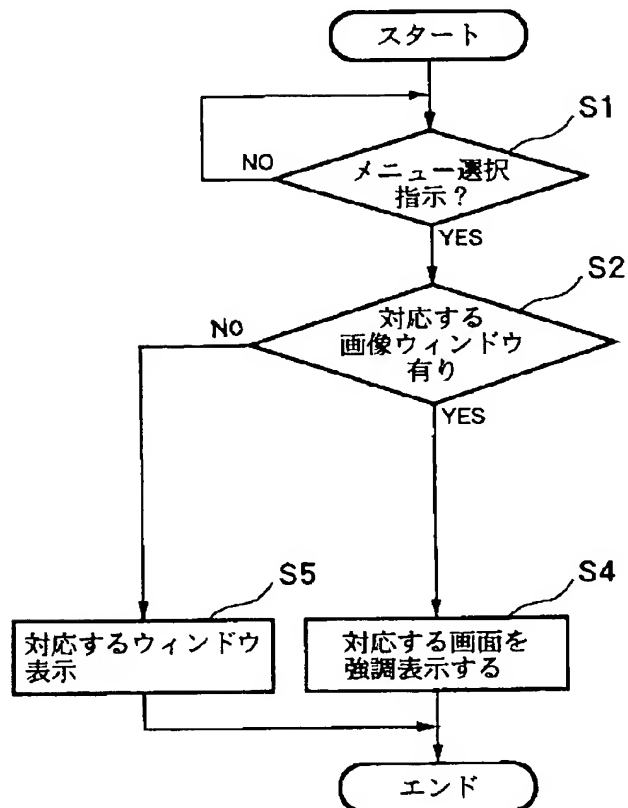 スタート
S1
NO
メニュー選択
指示？
YES
S2
NO
対応する
画像ウィンドウ
有り
YES
S5
S4
対応するウィンドウ
表示
対応する画面を
強調表示する
エンド